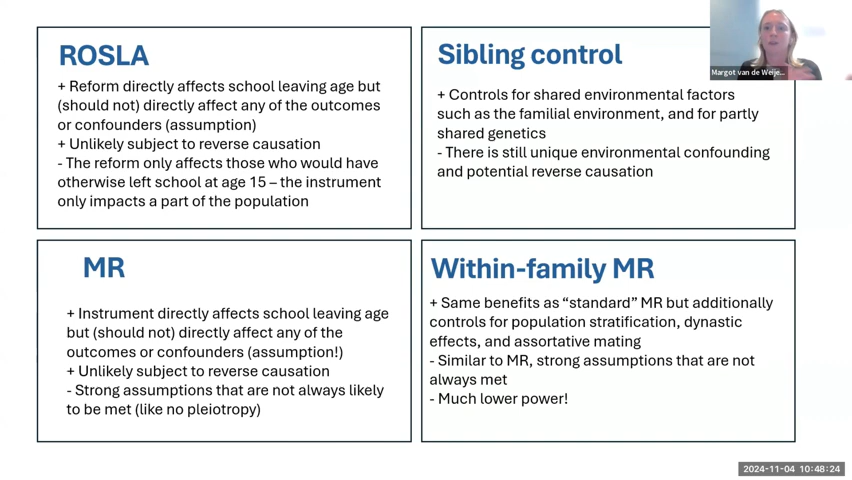 ROSLA
+ Reform directly affects school leaving age but
(should not) directly affect any of the outcomes
or confounders (assumption)
+ Unlikely subject to reverse causation
- The reform only affects those who would have
otherwise left school at age 15 – the instrument
only impacts a part of the population
Sibling control
+ Controls for shared environmental factors
such as the familial environment, and for partly
shared genetics
- There is still unique environmental confounding
and potential reverse causation
Margot van de Weije...
MR
+ Instrument directly affects school leaving age
but (should not) directly affect any of the
outcomes or confounders (assumption!)
+ Unlikely subject to reverse causation
- Strong assumptions that are not always likely
to be met (like no pleiotropy)
Within-family MR
+ Same benefits as “standard” MR but additionally
controls for population stratification, dynastic
effects, and assortative mating
- Similar to MR, strong assumptions that are not
always met
- Much lower power!
2024-11-04 10:48:24